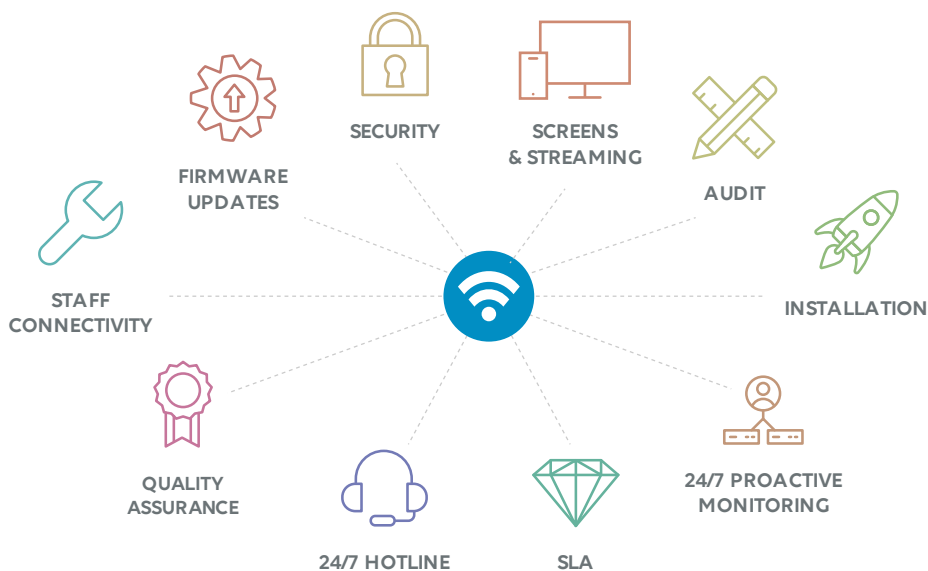 SECURITY
SCREENS
& STREAMING
FIRMWARE
UPDATES
AUDIT
STAFF
CONNECTIVITY
INSTALLATION
QUALITY
ASSURANCE
24/7 PROACTIVE
MONITORING
24/7 HOTLINE
SLA